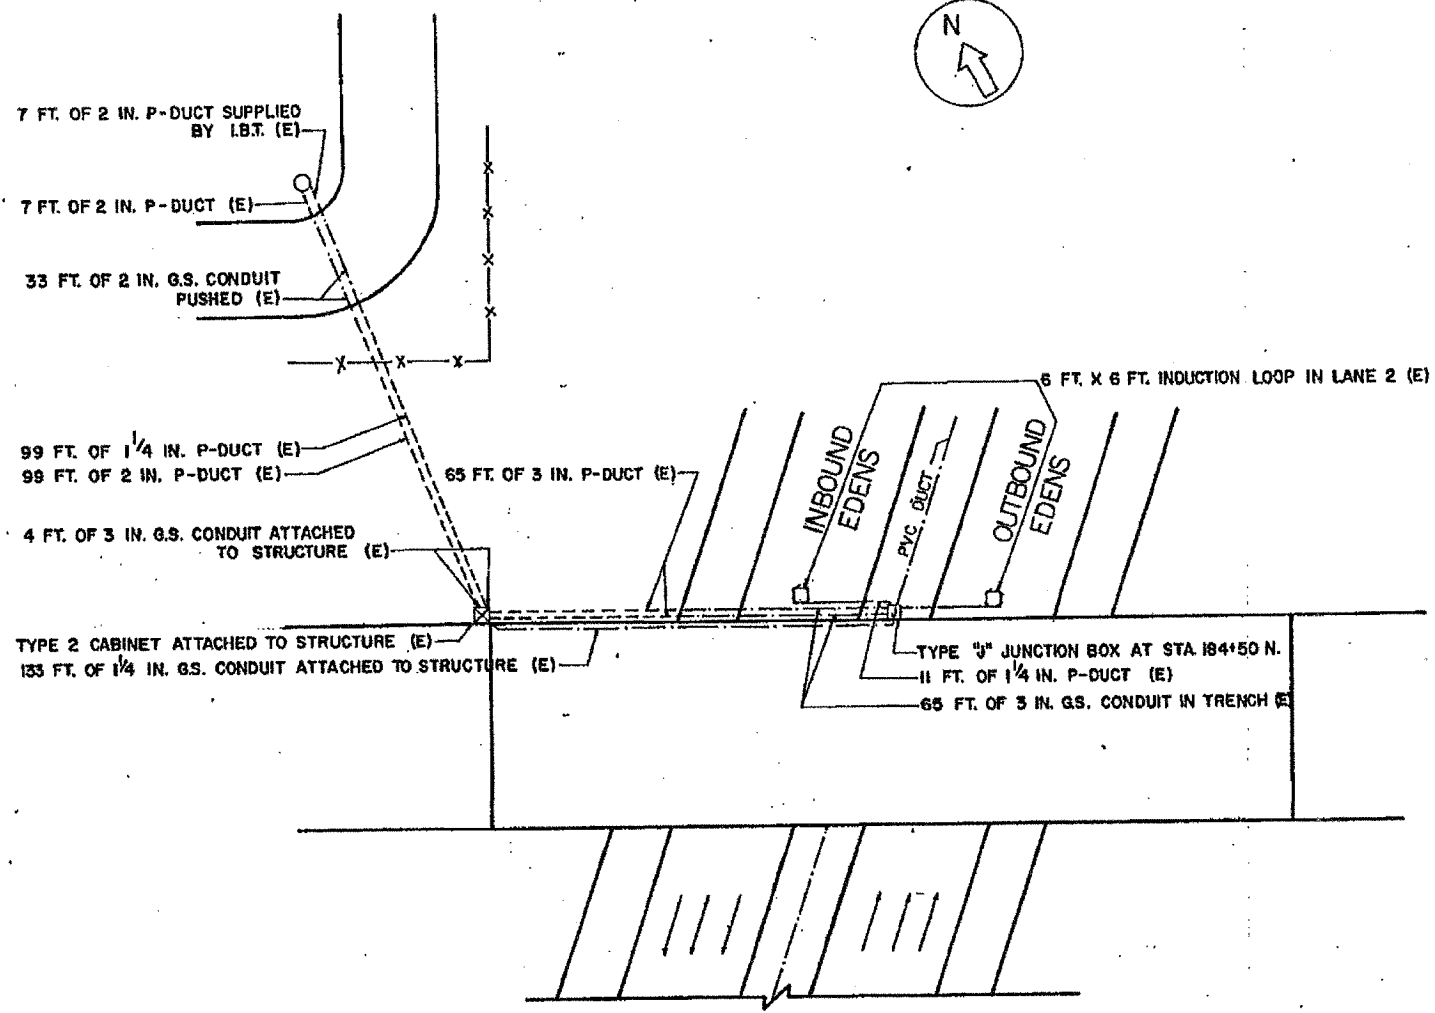 N
7 FT. OF 2 IN. P-DUCT SUPPLIED
BY I.B.T. (E)
7 FT. OF 2 IN. P-DUCT (E)
33 FT. OF 2 IN. G.S. CONDUIT
PUSHED (E)
6 FT. X 6 FT. INDUCTION LOOP IN LANE 2 (E)
99 FT. OF 1 1/4 IN. P-DUCT (E)
99 FT. OF 2 IN. P-DUCT (E)
65 FT. OF 3 IN. P-DUCT (E)
INBOUND
EDENS
PVC DUCT
OUTBOUND
EDENS
4 FT. OF 3 IN. G.S. CONDUIT ATTACHED
TO STRUCTURE (E)
TYPE 2 CABINET ATTACHED TO STRUCTURE (E)
133 FT. OF 1 1/4 IN. G.S. CONDUIT ATTACHED TO STRUCTURE (E)
TYPE "J" JUNCTION BOX AT STA. 184+50 N.
11 FT. OF 1 1/4 IN. P-DUCT (E)
65 FT. OF 3 IN. G.S. CONDUIT IN TRENCH (E)